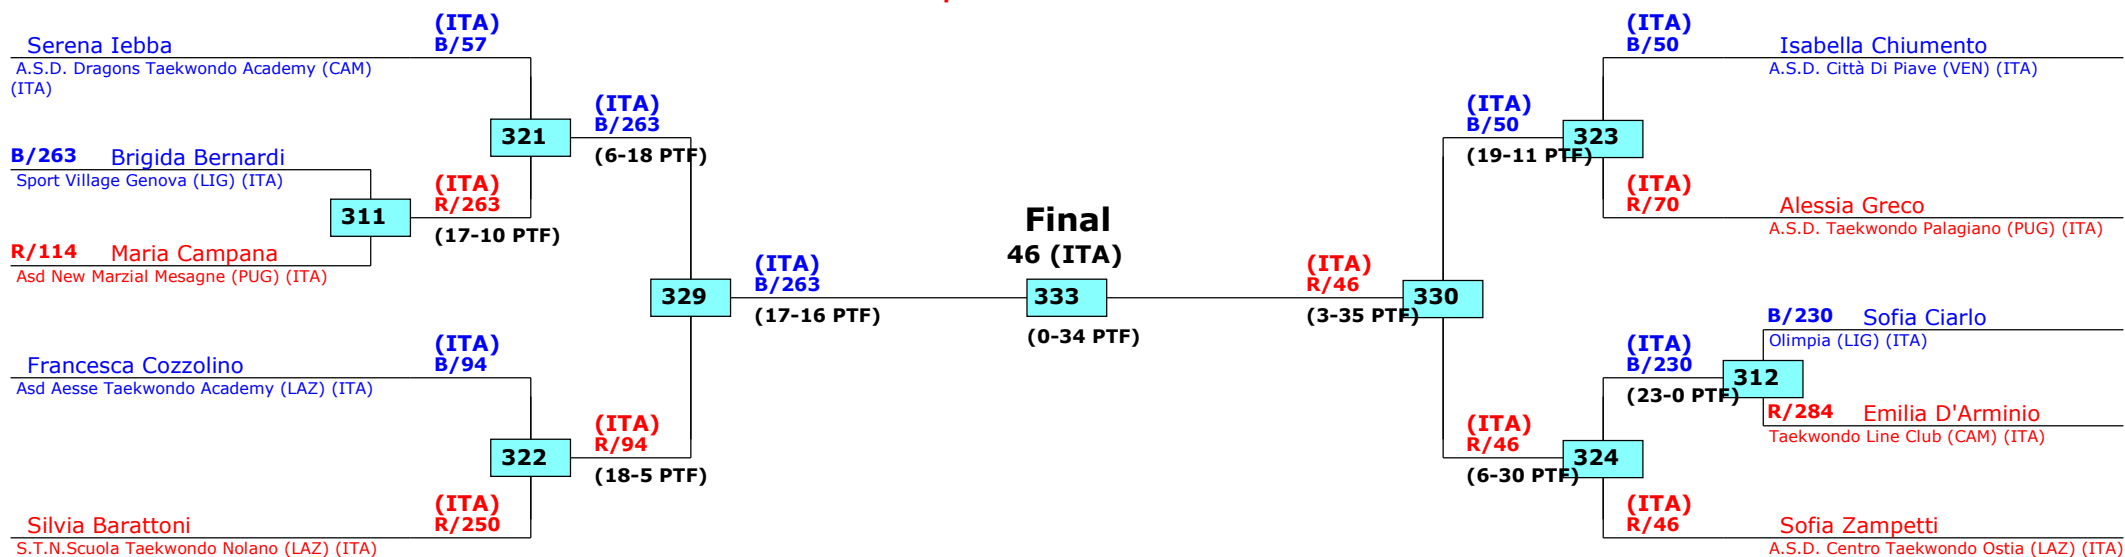 (ITA)
B/57
Serena Iebba
A.S.D. Dragons Taekwondo Academy (CAM)
(ITA)
321
(ITA)
B/263
(6-18 PTF)
B/263 Brigida Bernardi
Sport Village Genova (LIG) (ITA)
311
(ITA)
R/263
(17-10 PTF)
R/114 Maria Campana
Asd New Marzial Mesagne (PUG) (ITA)
329
(ITA)
B/263
(17-16 PTF)
(ITA)
B/94
Francesca Cozzolino
Asd Aesse Taekwondo Academy (LAZ) (ITA)
322
(ITA)
R/94
(18-5 PTF)
(ITA)
R/250
Silvia Barattoni
S.T.N.Scuola Taekwondo Nolano (LAZ) (ITA)
Final
46 (ITA)
333
(0-34 PTF)
(ITA)
R/46
(3-35 PTF)
330
(ITA)
B/50
(19-11 PTF)
323
(ITA)
B/50
Isabella Chiumento
A.S.D. Città Di Piave (VEN) (ITA)
(ITA)
R/70
Alessia Greco
A.S.D. Taekwondo Palagiano (PUG) (ITA)
B/230 Sofia Ciarlo
Olimpia (LIG) (ITA)
312
(ITA)
B/230
(23-0 PTF)
R/284 Emilia D'Arminio
Taekwondo Line Club (CAM) (ITA)
(ITA)
R/46
(6-30 PTF)
324
(ITA)
R/46
Sofia Zampetti
A.S.D. Centro Taekwondo Ostia (LAZ) (ITA)